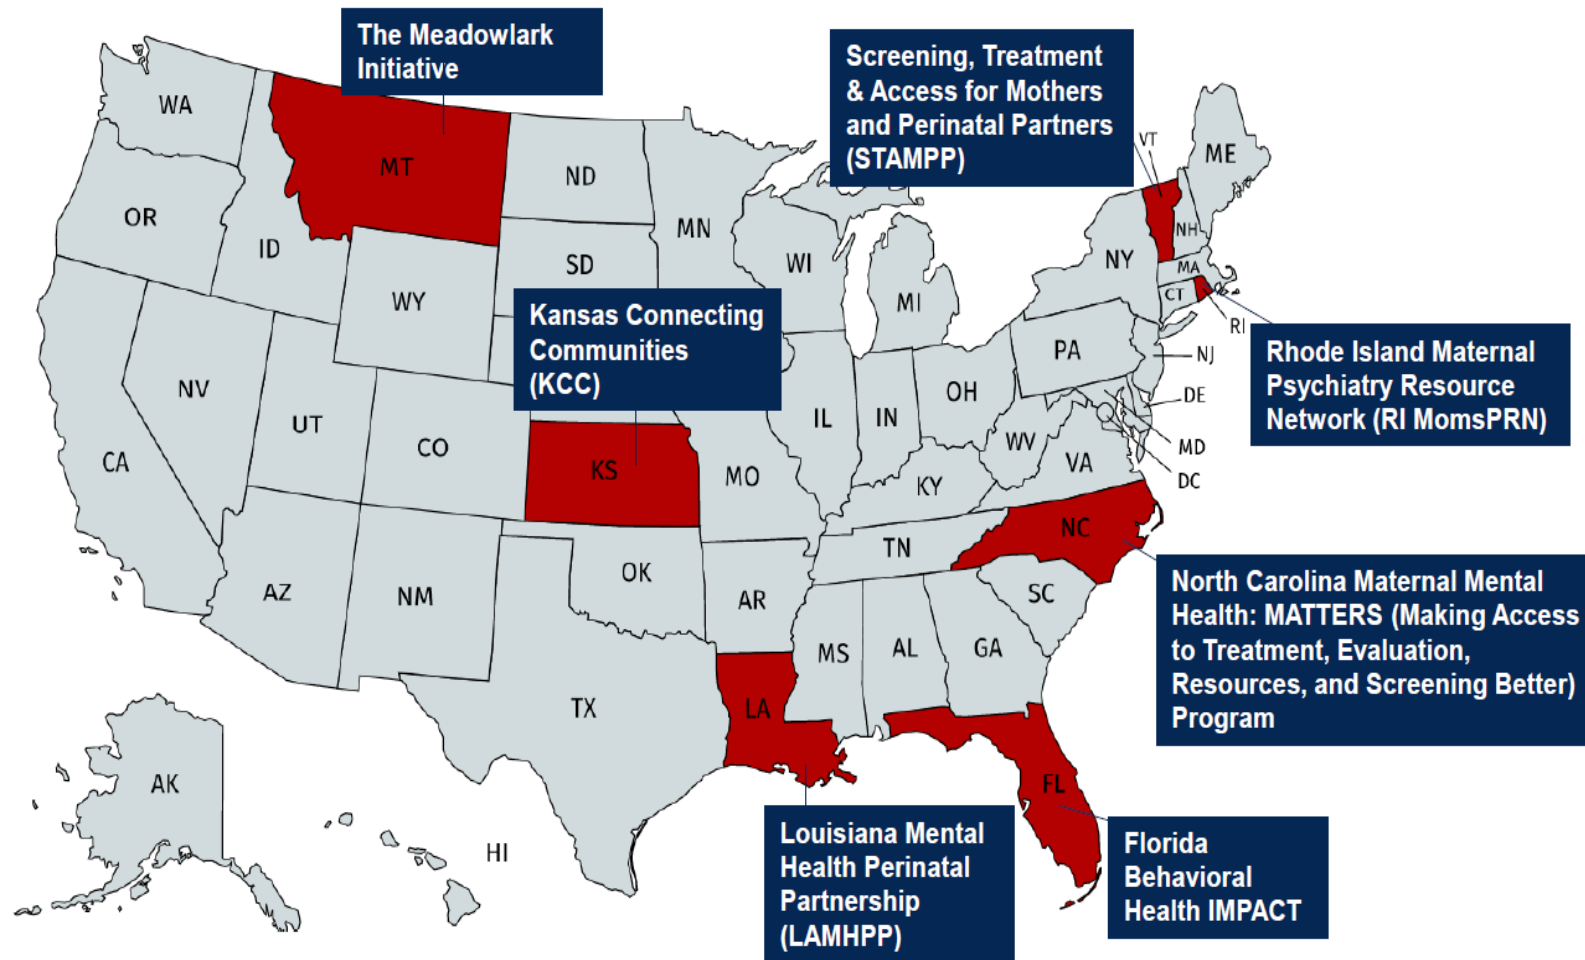 The Meadowlark
Initiative
Screening, Treatment
& Access for Mothers
and Perinatal Partners
(STAMPP)
WA
MT
ND
MN
VT
ME
OR
ID
SD
WI
NY
NH
MA
WY
MI
CT
RI
Kansas Connecting
Communities
(KCC)
Rhode Island Maternal
Psychiatry Resource
Network (RI MomsPRN)
PA
NJ
NV
UT
CO
IL
IN
OH
DE
CA
KS
MO
WV
VA
MD
DC
KY
NC
TN
AZ
NM
OK
AR
SC
North Carolina Maternal Mental
Health: MATTERS (Making Access
to Treatment, Evaluation,
Resources, and Screening Better)
Program
MS
AL
GA
TX
LA
AK
FL
HI
Louisiana Mental
Health Perinatal
Partnership
(LAMHPP)
Florida
Behavioral
Health IMPACT